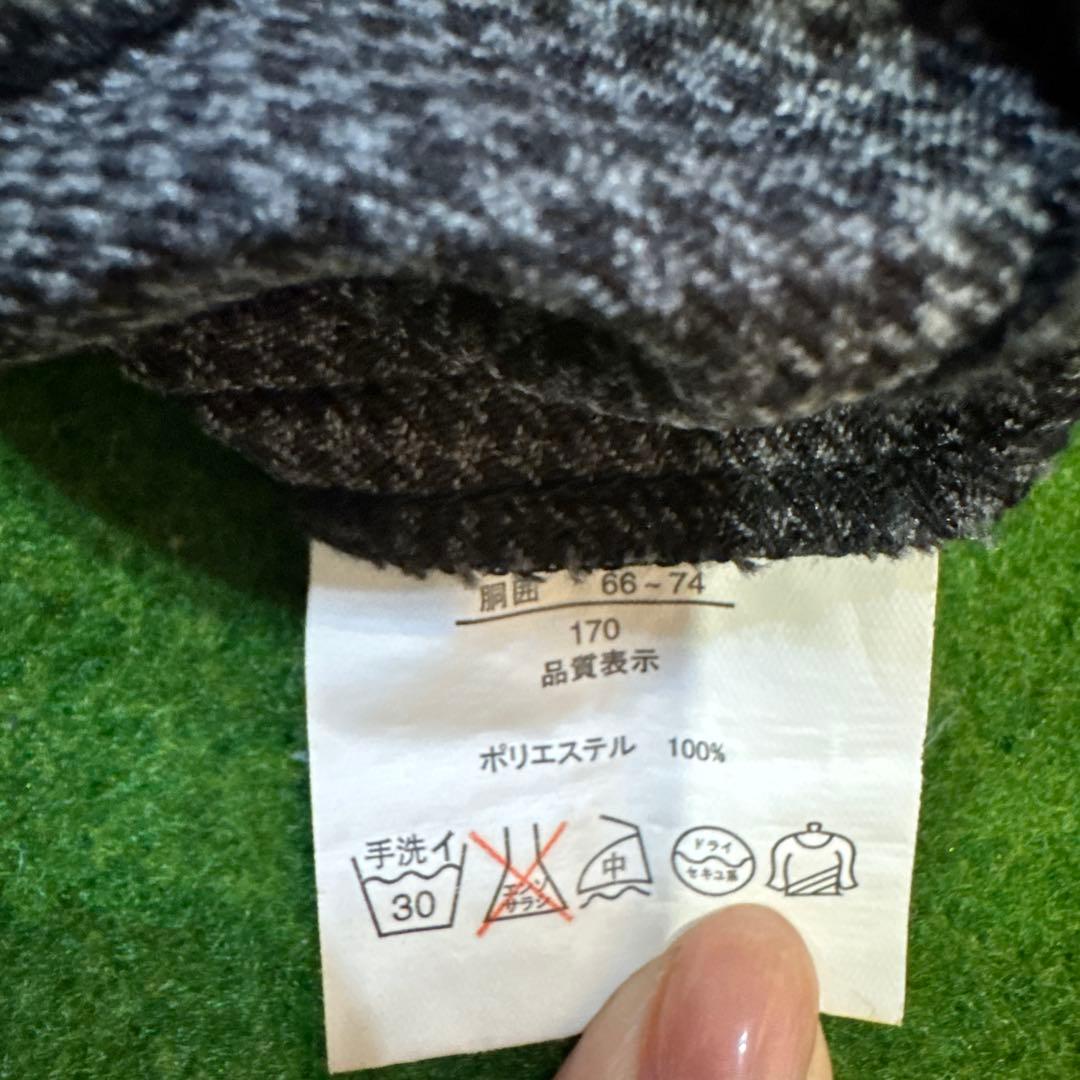 胴囲 66~74
170
品質表示
ポリエステル 100%
手洗イ
30
エンソ
サラシ
中
ドライ
セキユ系